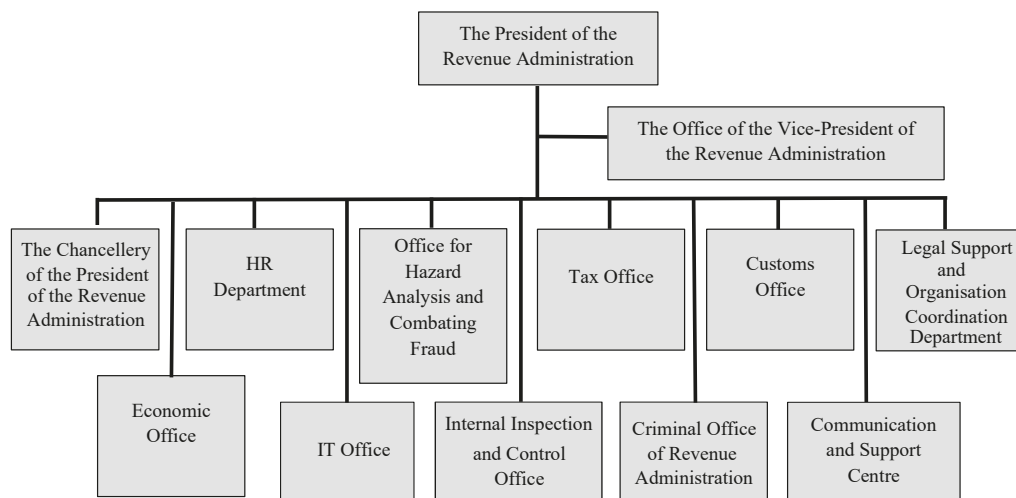 The President of the
Revenue Administration
The Office of the Vice-President of
the Revenue Administration
The Chancellery
of the President
of the Revenue
Administration
HR
Department
Office for
Hazard
Analysis and
Combating
Fraud
Tax Office
Customs
Office
Legal Support
and
Organisation
Coordination
Department
Economic
Office
IT Office
Internal Inspection
and Control
Office
Criminal Office
of Revenue
Administration
Communication
and Support
Centre